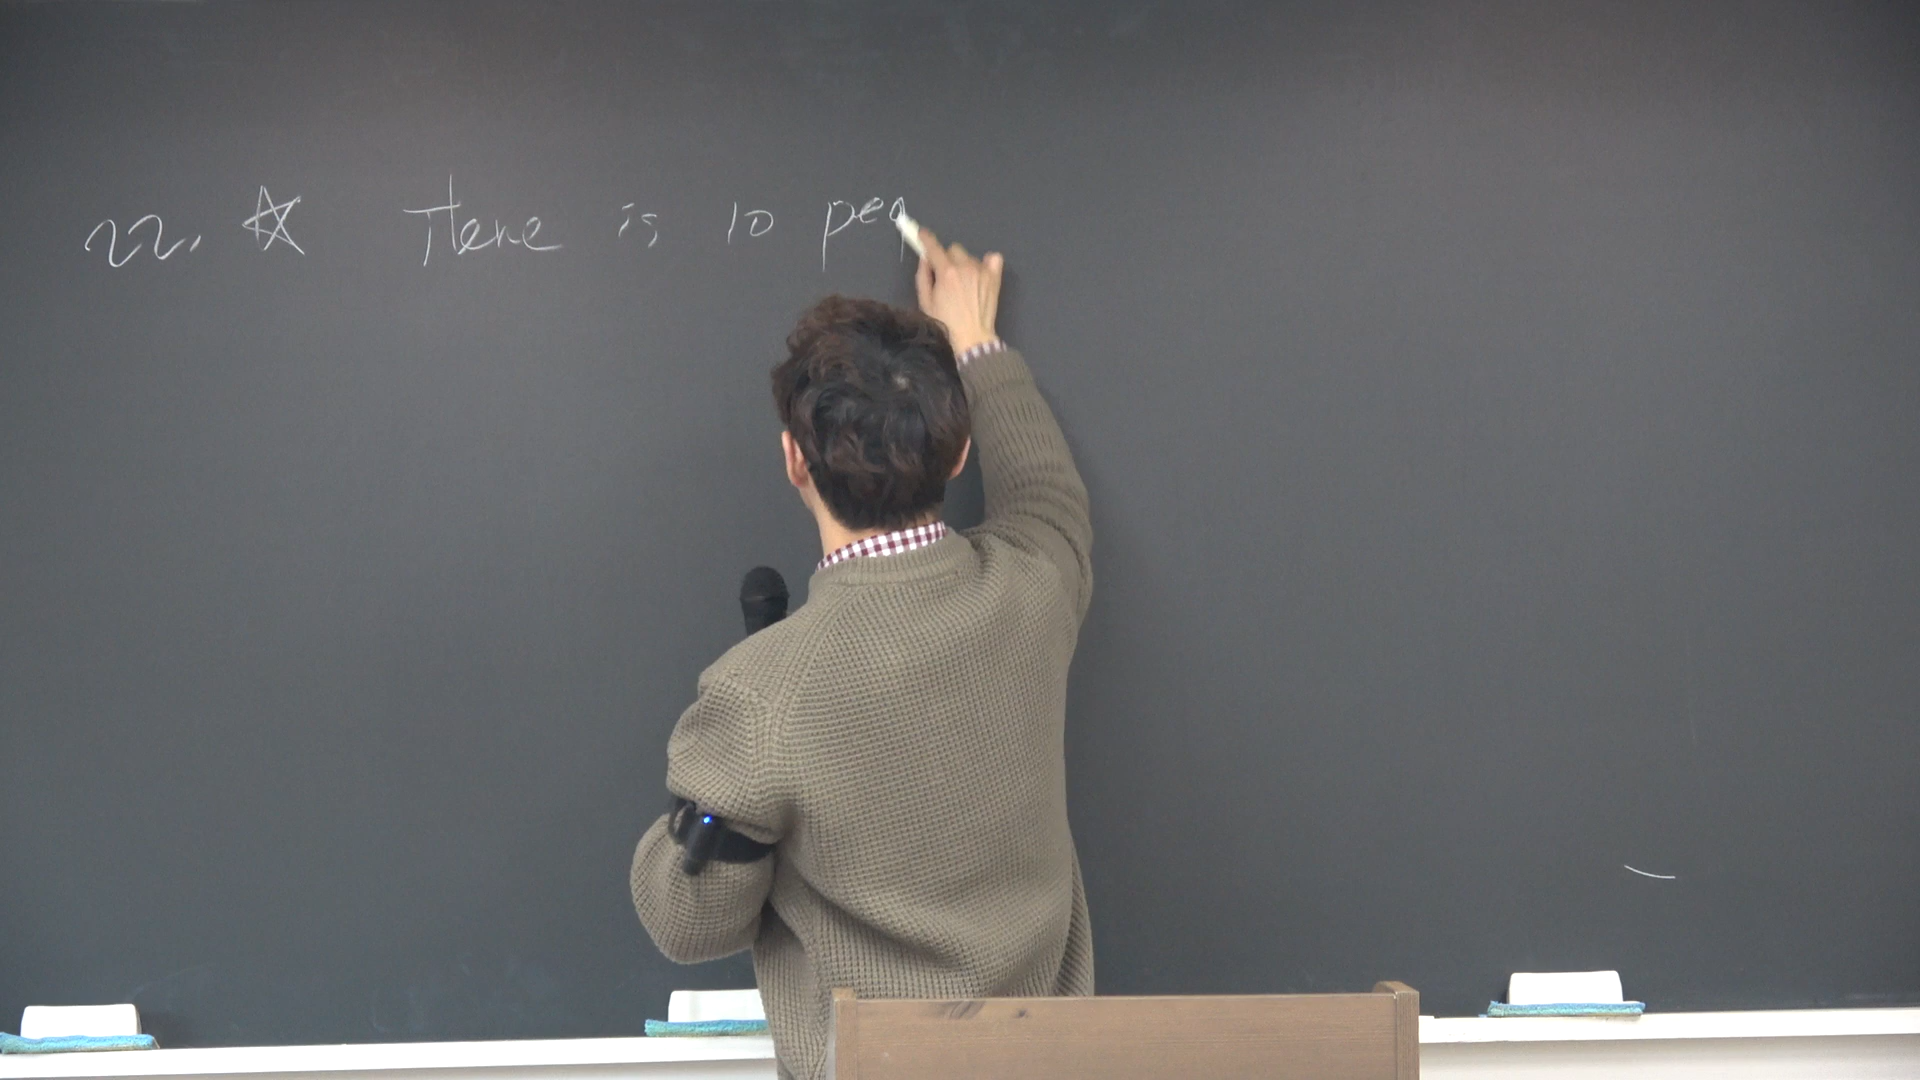 22. ☆ There is 10 peo